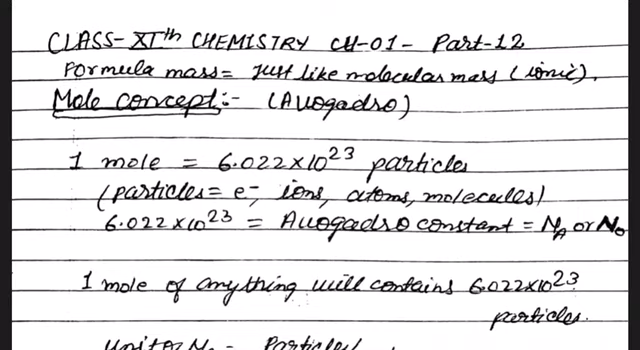 CLASS-XIth CHEMISTRY CH-01- Part-12
Formula mass= Just like molecular mass (ionic).
Mole concept:- (Avogadro)
1 mole = 6.022×10²³ particles
(particles= e⁻, ions, atoms, molecules)
6.022×10²³ = Avogadro constant = NA or N₀
1 mole of anything will contains 6.022×10²³
particles.